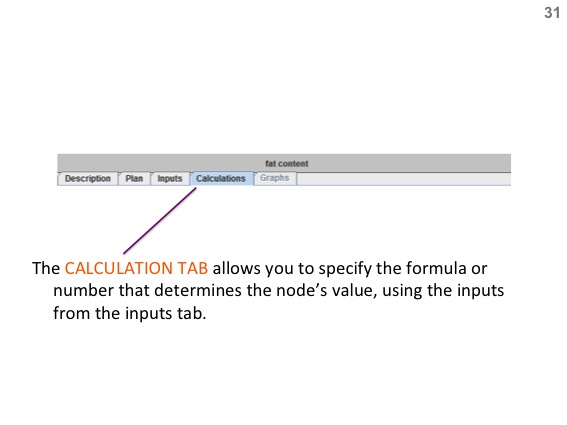 31
fat content
Description Plan Inputs Calculations Graphs
The CALCULATION TAB allows you to specify the formula or
number that determines the node’s value, using the inputs
from the inputs tab.